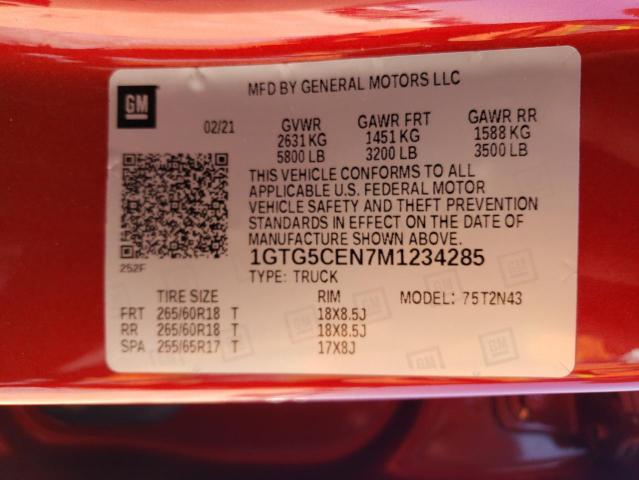 MFD BY GENERAL MOTORS LLC
GM
02/21 GVWR GAWR FRT GAWR RR
2631 KG 1451 KG 1588 KG
5800 LB 3200 LB 3500 LB
THIS VEHICLE CONFORMS TO ALL
APPLICABLE U.S. FEDERAL MOTOR
VEHICLE SAFETY AND THEFT PREVENTION
STANDARDS IN EFFECT ON THE DATE OF
MANUFACTURE SHOWN ABOVE.
252F
1GTG5CEN7M1234285
TYPE: TRUCK
TIRE SIZE RIM MODEL: 75T2N43
FRT 265/60R18 T 18X8.5J
RR 265/60R18 T 18X8.5J
SPA 255/65R17 T 17X8J